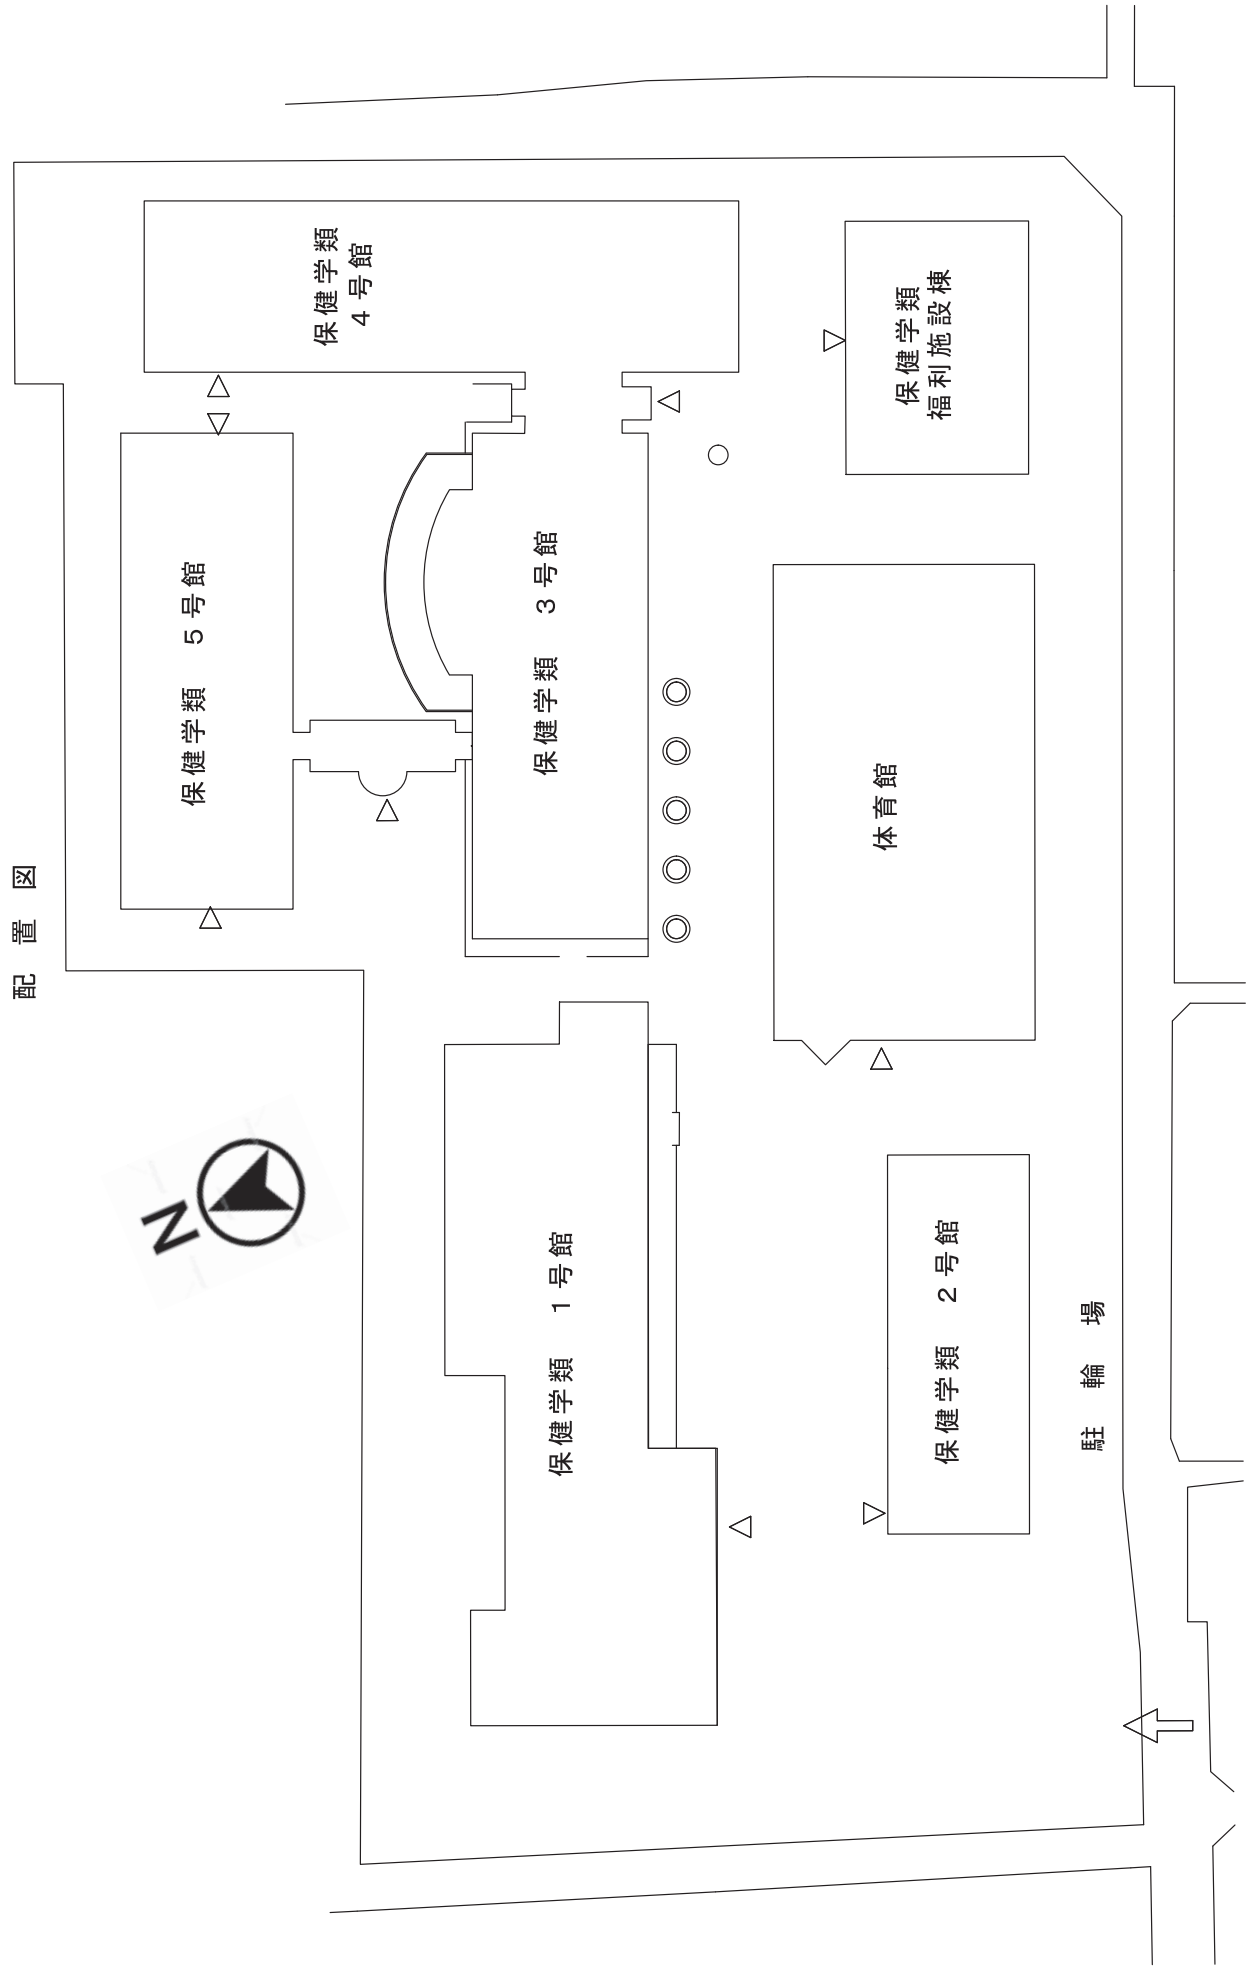 配置図
N
保健学類　5号館
保健学類
4号館
保健学類　3号館
保健学類
福利施設棟
体育館
保健学類　1号館
保健学類　2号館
駐輪場